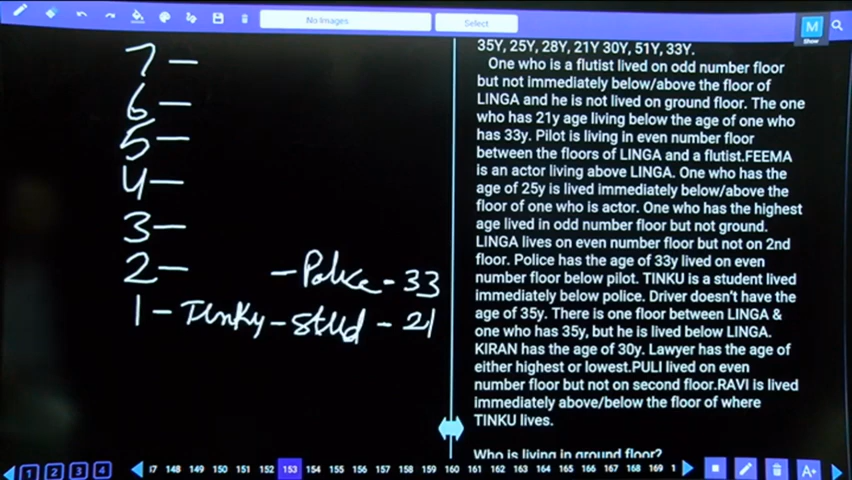 No Images
Select
M
Show
7 –
6 –
5 –
4 –
3 –
2 – – Police – 33
1 – Tinky – Stud – 21
35Y, 25Y, 28Y, 21Y 30Y, 51Y, 33Y.
One who is a flutist lived on odd number floor
but not immediately below/above the floor of
LINGA and he is not lived on ground floor. The one
who has 21y age living below the age of one who
has 33y. Pilot is living in even number floor
between the floors of LINGA and a flutist.FEEMA
is an actor living above LINGA. One who has the
age of 25y is lived immediately below/above the
floor of one who is actor. One who has the highest
age lived in odd number floor but not ground.
LINGA lives on even number floor but not on 2nd
floor. Police has the age of 33y lived on even
number floor below pilot. TINKU is a student lived
immediately below police. Driver doesn't have the
age of 35y. There is one floor between LINGA &
one who has 35y, but he is lived below LINGA.
KIRAN has the age of 30y. Lawyer has the age of
either highest or lowest.PULI lived on even
number floor but not on second floor.RAVI is lived
immediately above/below the floor of where
TINKU lives.
Who is living in ground floor?
1 2 3 4 147 148 149 150 151 152 153 154 155 156 157 158 159 160 162 163 164 165 166 167 168 169 1 A+